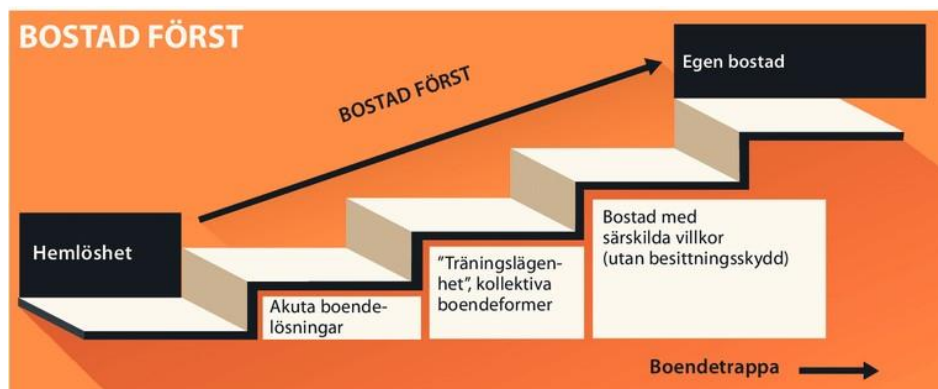 BOSTAD FÖRST
BOSTAD FÖRST
Egen bostad
Hemlöshet
Akuta boende-
lösningar
”Träningslägen-
het”, kollektiva
boendeformer
Bostad med
särskilda villkor
(utan besittningsskydd)
Boendetrappa